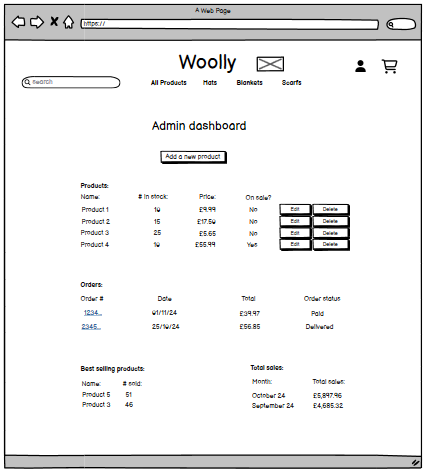 A Web Page
https://
Woolly
search
All Products Hats Blankets Scarfs
Admin dashboard
Add a new product
Products:
Name: # in stock: Price: On sale?
Product 1 10 £9.99 No Edit Delete
Product 2 15 £17.50 No Edit Delete
Product 3 25 £5.65 No Edit Delete
Product 4 10 £55.99 Yes Edit Delete
Orders:
Order # Date Total Order status
1234... 01/11/24 £39.97 Paid
2345... 25/10/24 £56.85 Delivered
Best selling products: Total sales:
Name: # sold: Month: Total sales:
Product 5 51 October 24 £5,897.96
Product 3 46 September 24 £4,685.32